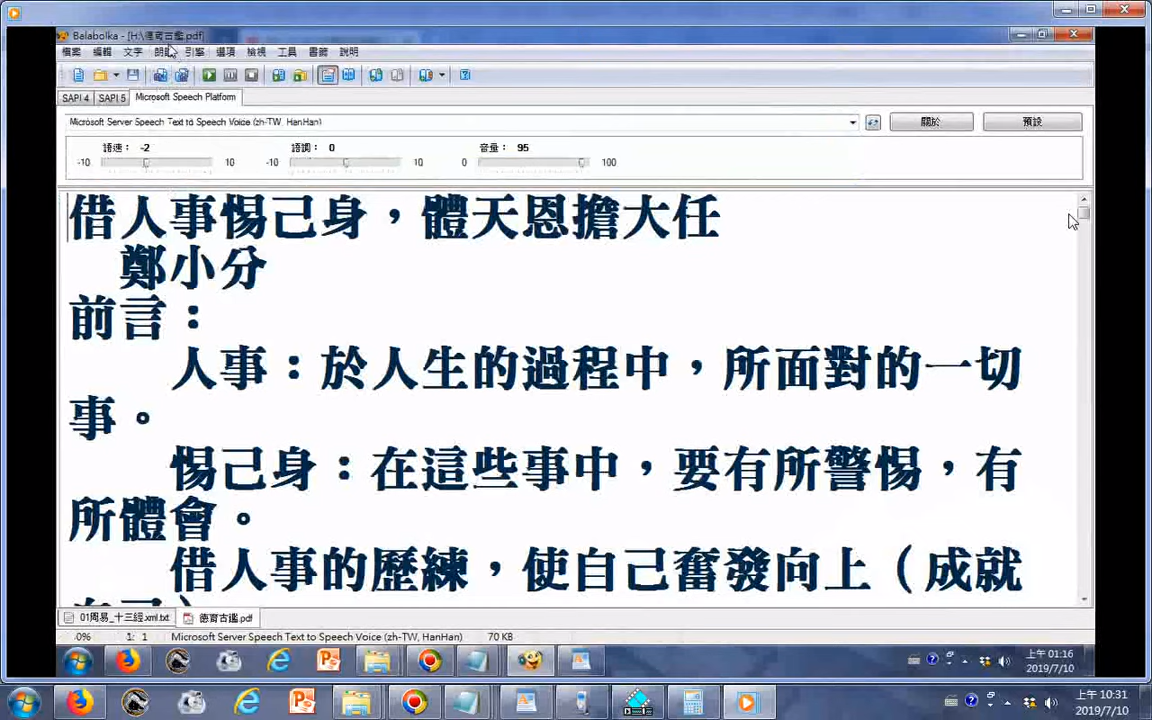 Balabolka - [H:\德育古鑑.pdf]
檔案 編輯 文字 朗讀 引擎 選項 檢視 工具 書籤 說明
SAPI 4 SAPI 5 Microsoft Speech Platform
Microsoft Server Speech Text to Speech Voice (zh-TW, HanHan)
關於 預設
語速： -2 語調： 0 音量： 95
-10 10 -10 10 0 100
借人事惕己身，體天恩擔大任
鄭小分
前言：
人事：於人生的過程中，所面對的一切
事。
惕己身：在這些事中，要有所警惕，有
所體會。
借人事的歷練，使自己奮發向上（成就
01周易_十三經.xml.txt 德育古鑑.pdf
0% 1: 1 Microsoft Server Speech Text to Speech Voice (zh-TW, HanHan) 70 KB
上午 01:16
2019/7/10
上午 10:31
2019/7/10